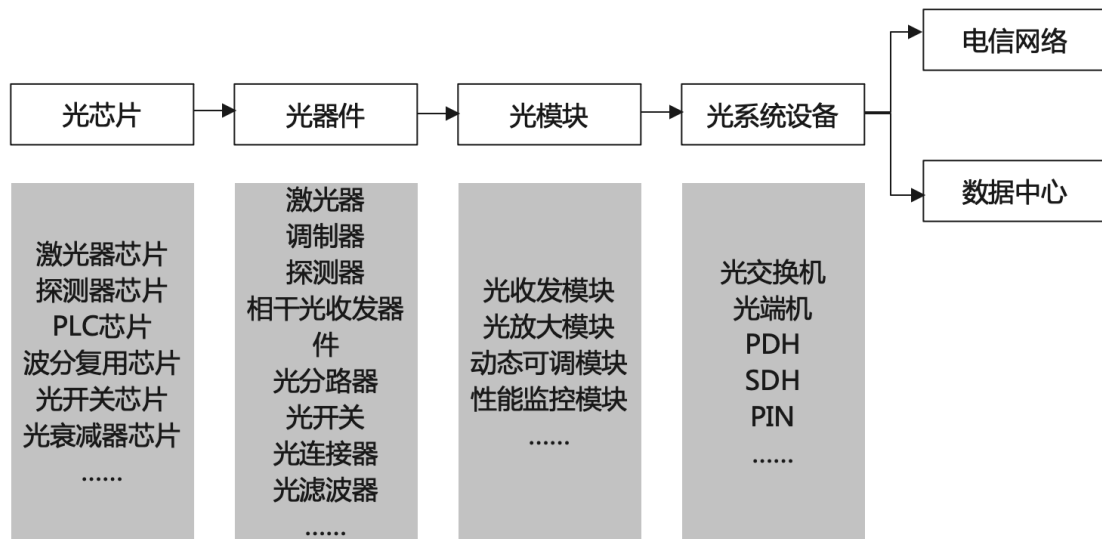 光芯片
光器件
光模块
光系统设备
电信网络
数据中心
激光器芯片
探测器芯片
PLC芯片
波分复用芯片
光开关芯片
光衰减器芯片
……
激光器
调制器
探测器
相干光收发器
件
光分路器
光开关
光连接器
光滤波器
……
光收发模块
光放大模块
动态可调模块
性能监控模块
……
光交换机
光端机
PDH
SDH
PIN
……